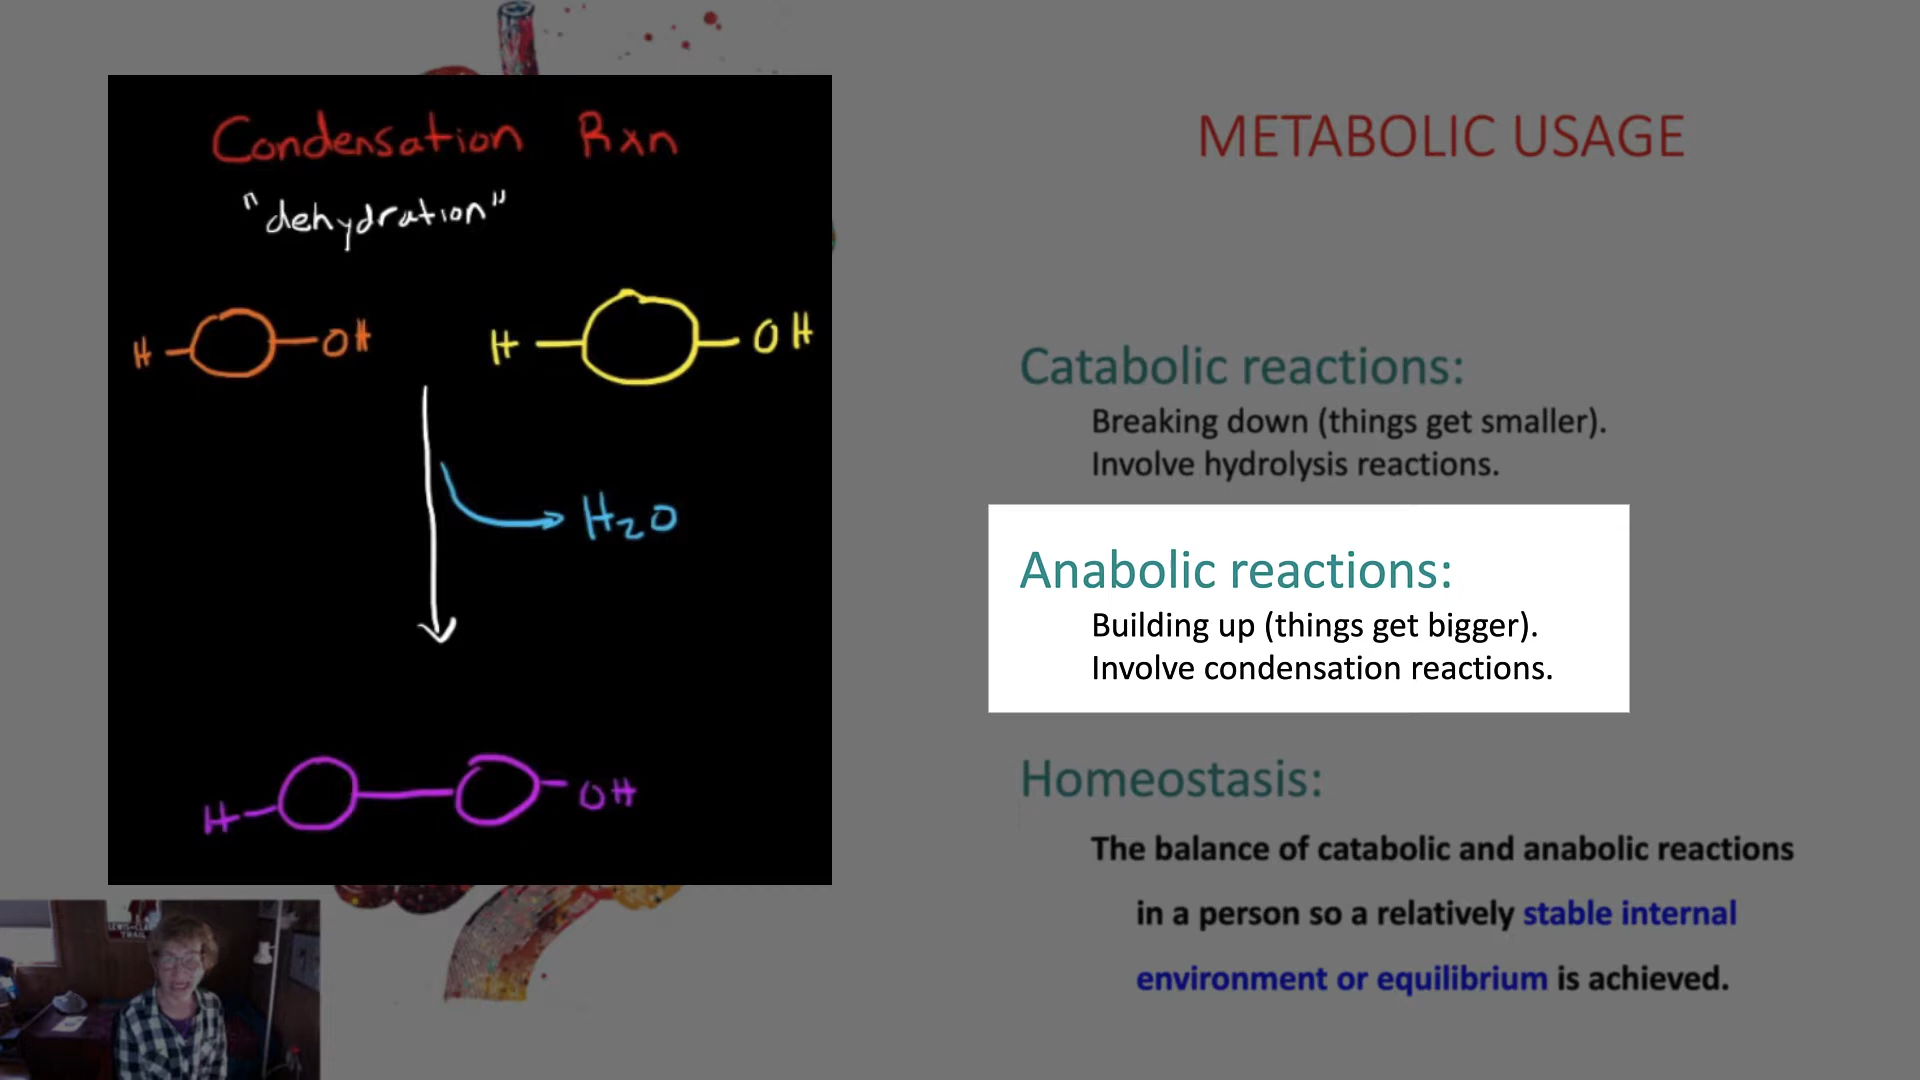 Condensation Rxn
"dehydration"
H OH H OH
H₂O
H OH
METABOLIC USAGE
Catabolic reactions:
Breaking down (things get smaller).
Involve hydrolysis reactions.
Anabolic reactions:
Building up (things get bigger).
Involve condensation reactions.
Homeostasis:
The balance of catabolic and anabolic reactions
in a person so a relatively stable internal
environment or equilibrium is achieved.
TRAIL